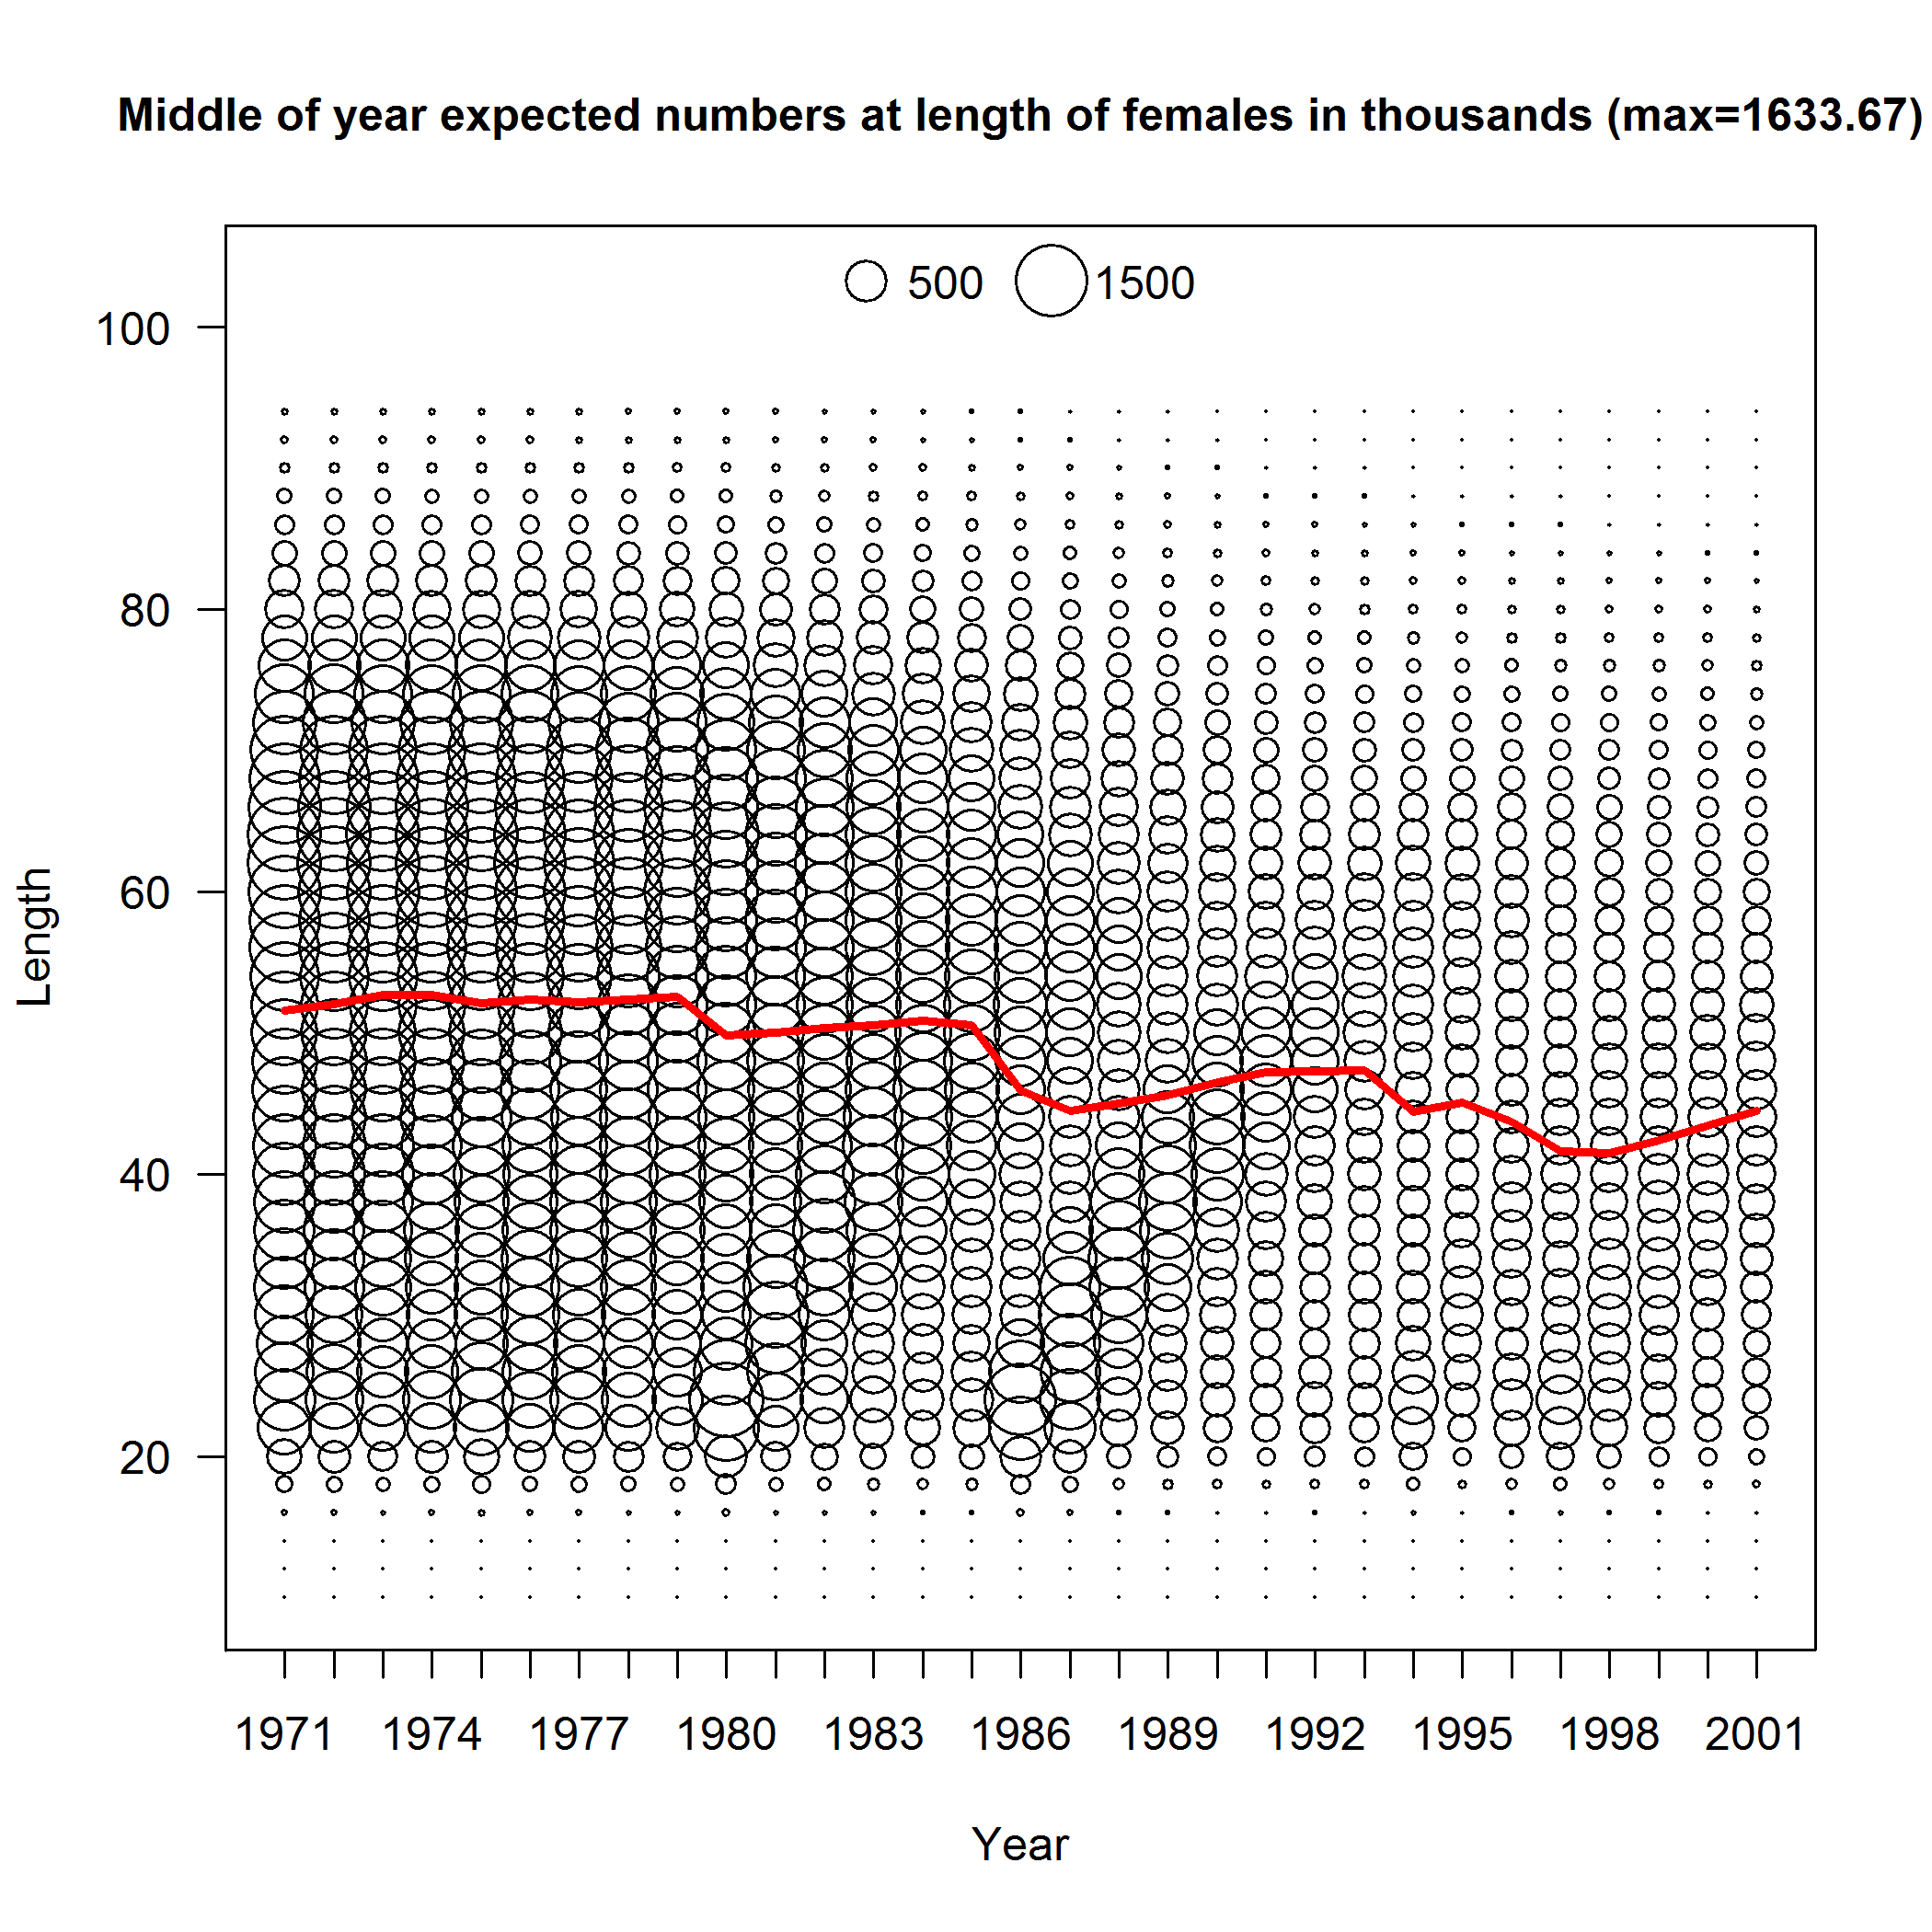 Middle of year expected numbers at length of females in thousands (max=1633.67)
500 1500
100
80
60
40
20
Length
1971 1974 1977 1980 1983 1986 1989 1992 1995 1998 2001
Year